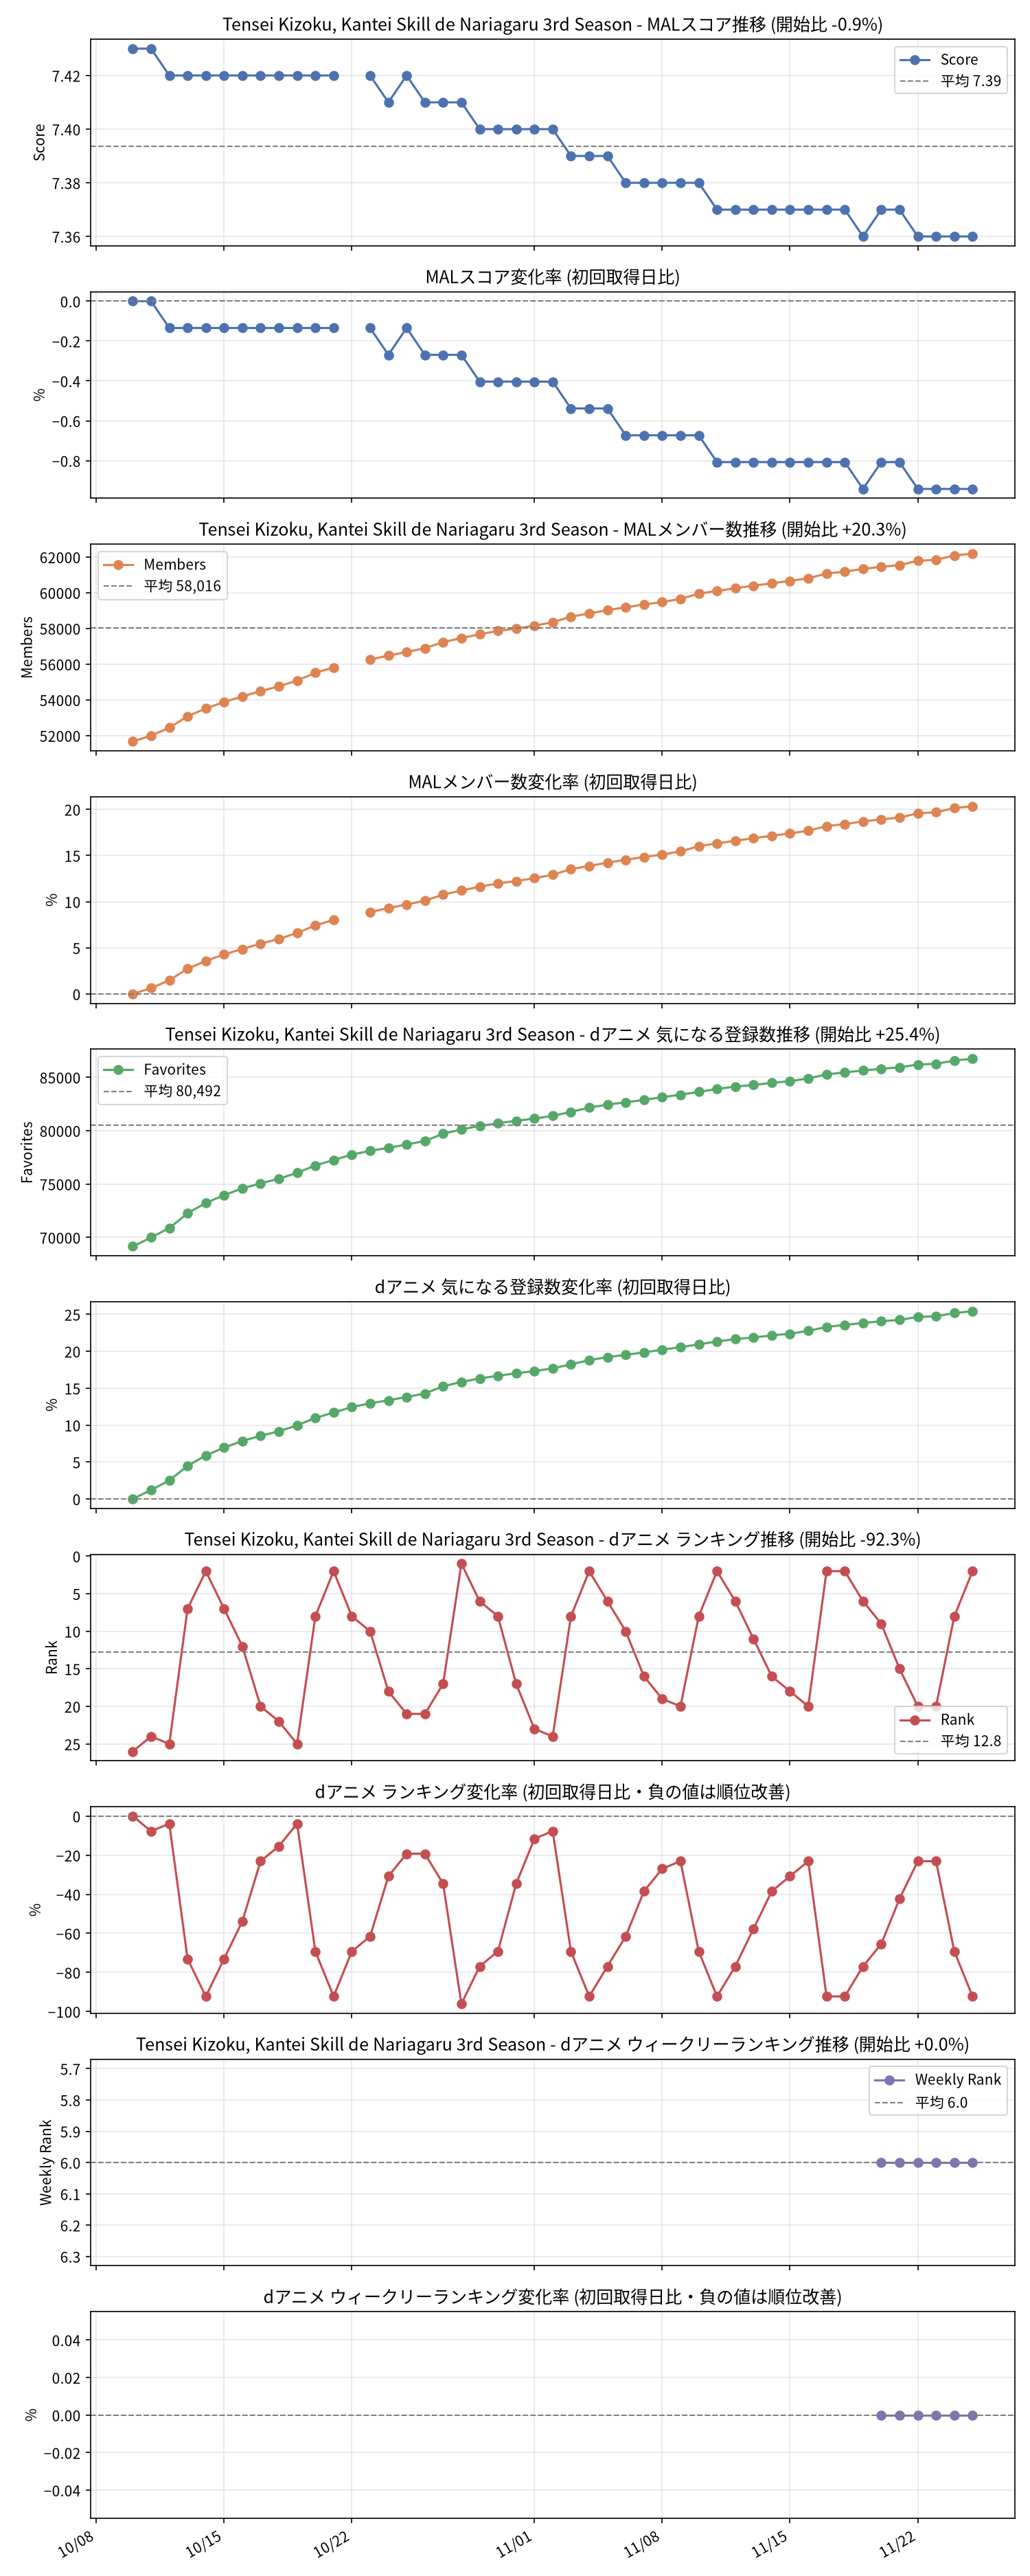 Tensei Kizoku, Kantei Skill de Nariagaru 3rd Season - MALスコア推移 (開始比 -0.9%)
Score
平均 7.39
7.42
7.40
7.38
7.36
Score
MALスコア変化率 (初回取得日比)
0.0
−0.2
−0.4
−0.6
−0.8
%
Tensei Kizoku, Kantei Skill de Nariagaru 3rd Season - MALメンバー数推移 (開始比 +20.3%)
Members
平均 58,016
62000
60000
58000
56000
54000
52000
Members
MALメンバー数変化率 (初回取得日比)
20
15
10
5
0
%
Tensei Kizoku, Kantei Skill de Nariagaru 3rd Season - dアニメ 気になる登録数推移 (開始比 +25.4%)
Favorites
平均 80,492
85000
80000
75000
70000
Favorites
dアニメ 気になる登録数変化率 (初回取得日比)
25
20
15
10
5
0
%
Tensei Kizoku, Kantei Skill de Nariagaru 3rd Season - dアニメ ランキング推移 (開始比 -92.3%)
0
5
10
15
20
25
Rank
Rank
平均 12.8
dアニメ ランキング変化率 (初回取得日比・負の値は順位改善)
0
−20
−40
−60
−80
−100
%
Tensei Kizoku, Kantei Skill de Nariagaru 3rd Season - dアニメ ウィークリーランキング推移 (開始比 +0.0%)
Weekly Rank
平均 6.0
5.7
5.8
5.9
6.0
6.1
6.2
6.3
Weekly Rank
dアニメ ウィークリーランキング変化率 (初回取得日比・負の値は順位改善)
0.04
0.02
0.00
−0.02
−0.04
%
10/08
10/15
10/22
11/01
11/08
11/15
11/22